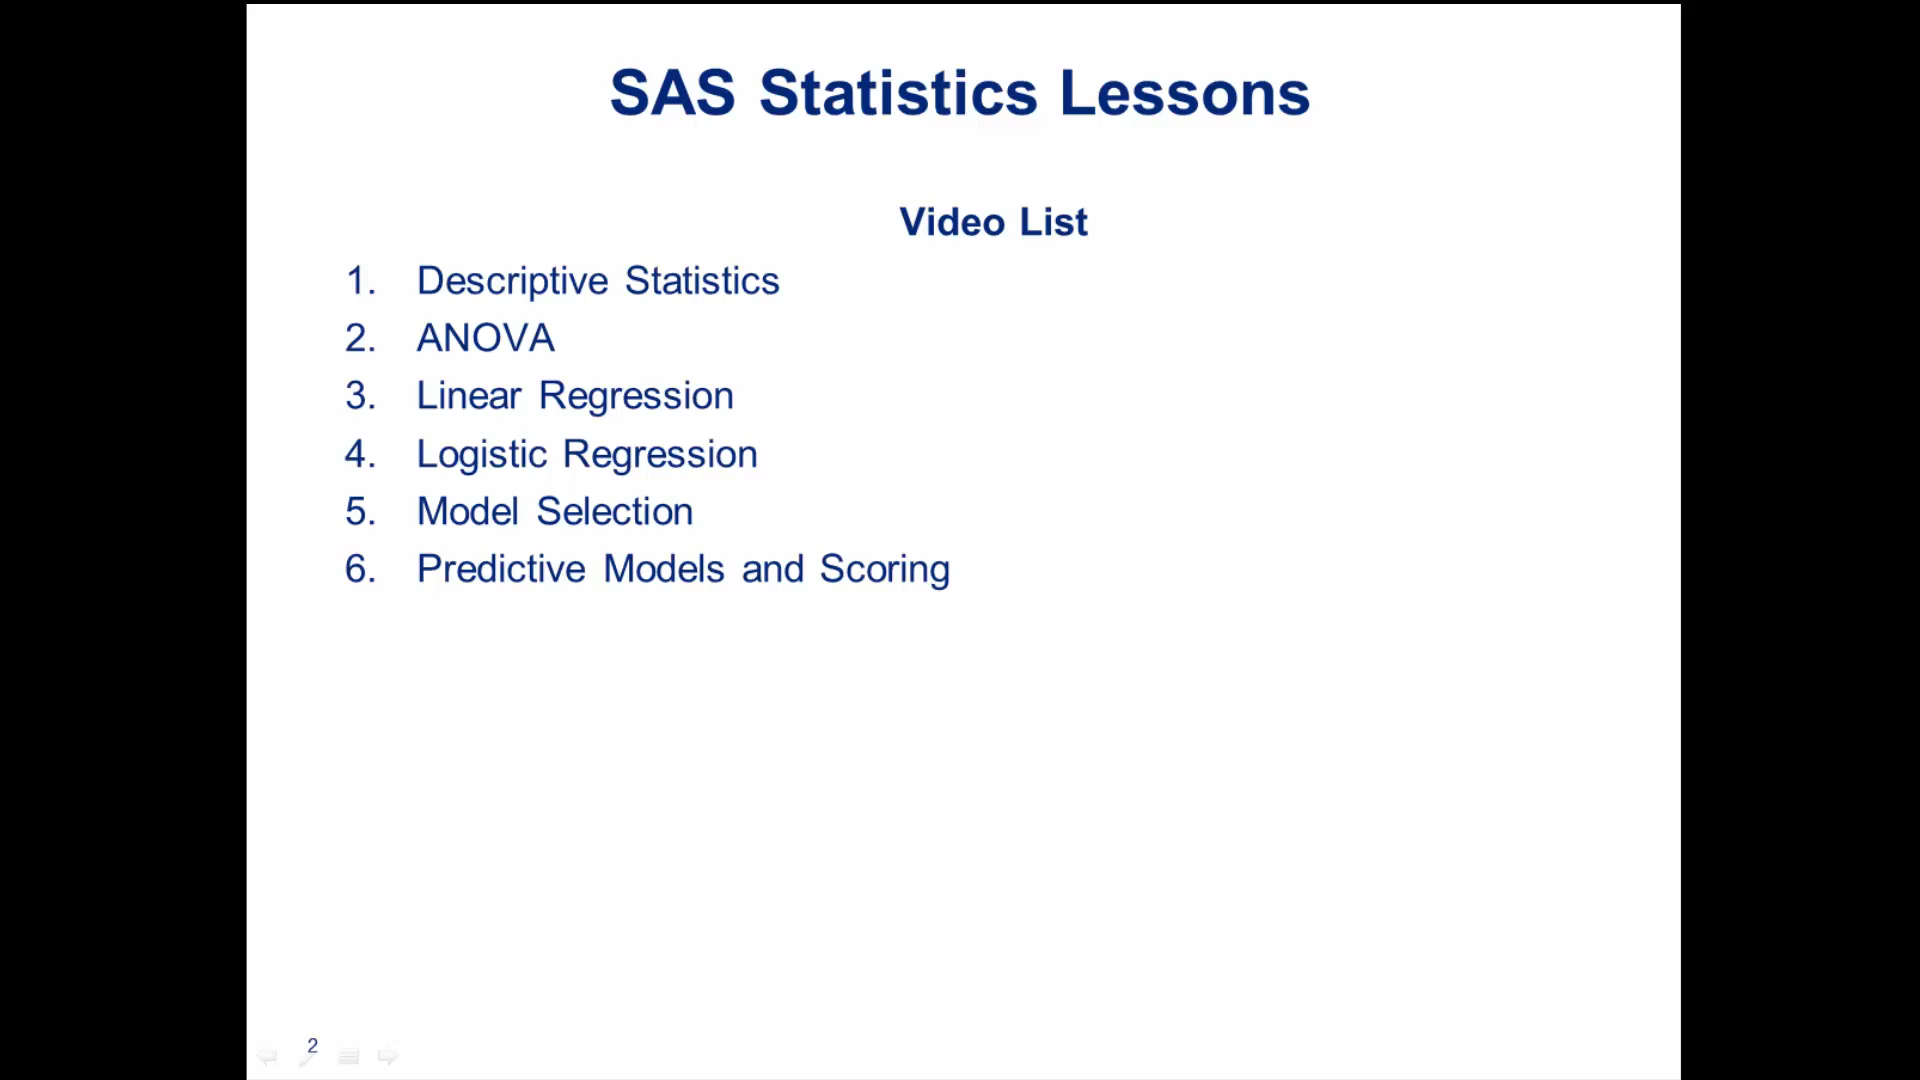 SAS Statistics Lessons
Video List
1. Descriptive Statistics
2. ANOVA
3. Linear Regression
4. Logistic Regression
5. Model Selection
6. Predictive Models and Scoring
2